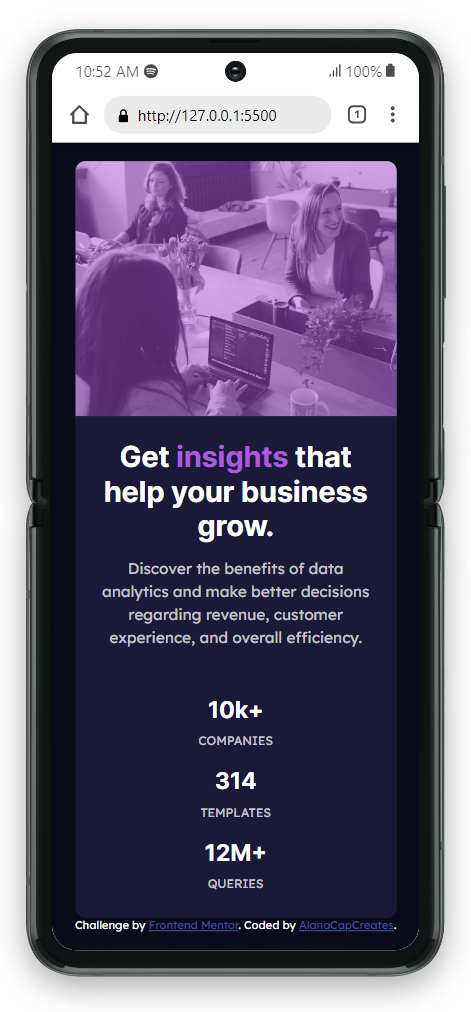 10:52 AM 100%
http://127.0.0.1:5500 1
Get insights that
help your business
grow.
Discover the benefits of data
analytics and make better decisions
regarding revenue, customer
experience, and overall efficiency.
10k+
COMPANIES
314
TEMPLATES
12M+
QUERIES
Challenge by Frontend Mentor. Coded by AlanaCapCreates.